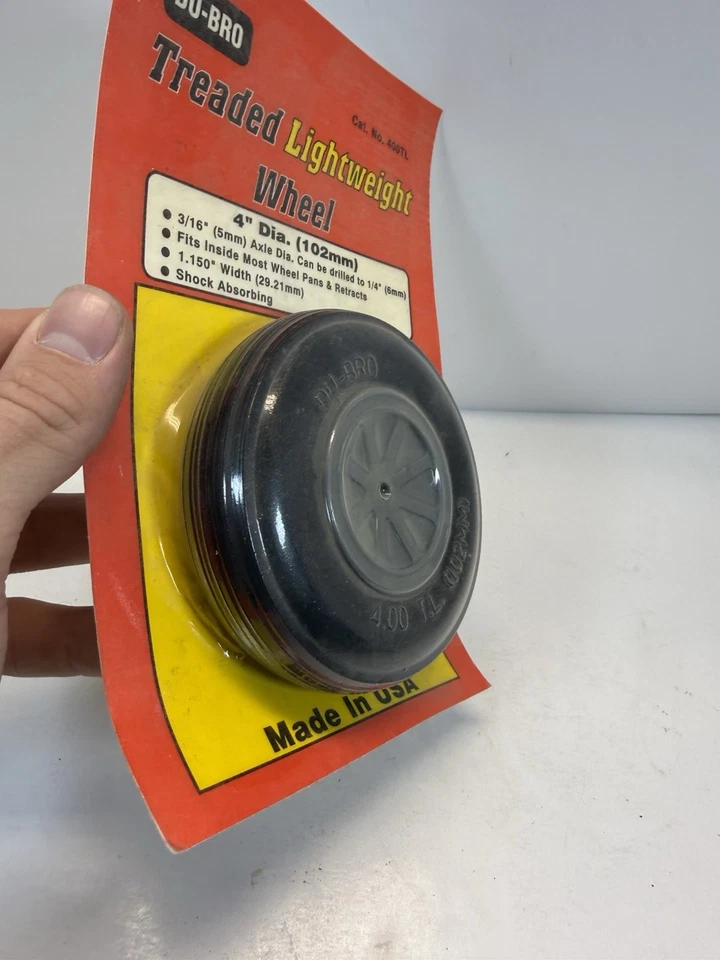 DU-BRO
Treaded Lightweight
Wheel
Cat. No. 400TL
4" Dia. (102mm)
● 3/16" (5mm) Axle Dia. Can be drilled to 1/4" (6mm)
● Fits Inside Most Wheel Pans & Retracts
● 1.150" Width (29.21mm)
● Shock Absorbing
DU-BRO
4.00 T.L. (102MM)
Made In USA